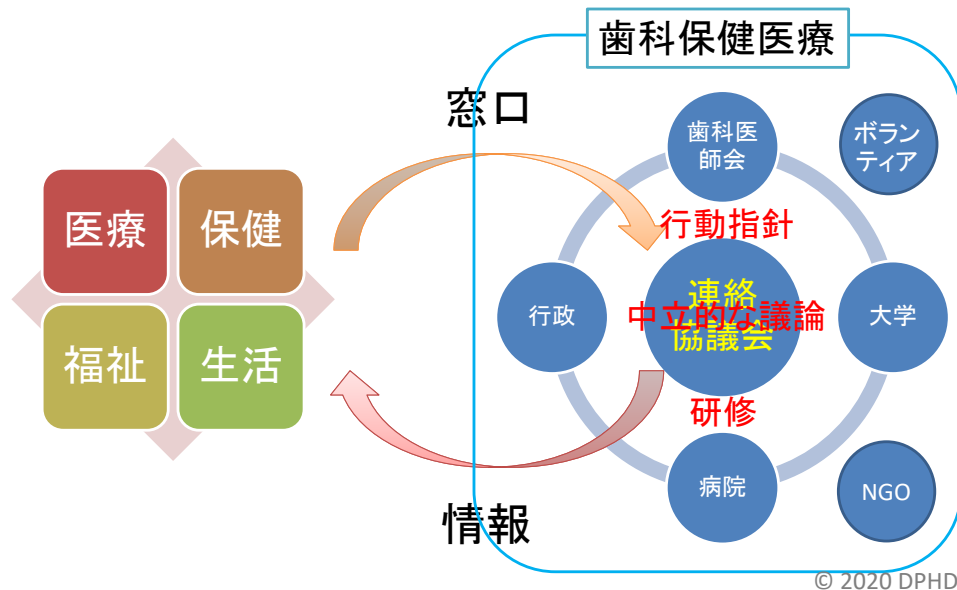 歯科保健医療
窓口
歯科医
師会
ボラン
ティア
医療
保健
行動指針
連絡
協議会
中立的な議論
行政
大学
福祉
生活
研修
病院
NGO
情報
© 2020 DPHD